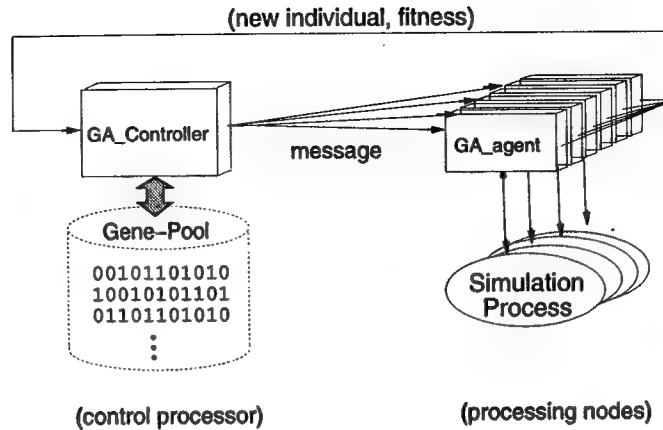 (new individual, fitness)
GA_Controller
message
GA_agent
Gene-Pool
00101101010
10010101101
01101101010
Simulation
Process
(control processor)
(processing nodes)